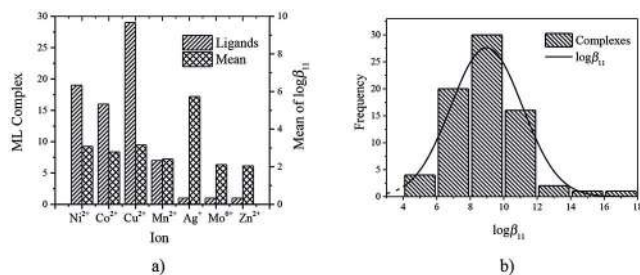 30
25
20
15
10
5
0
ML Complex
Ligands
Mean
10
8
6
4
2
0
Mean of logβ₁₁
Ni²⁺ Co²⁺ Cu²⁺ Mn²⁺ Ag⁺ Mo⁶⁺ Zn²⁺
Ion
a)
30
25
20
15
10
5
0
Frequency
Complexes
logβ₁₁
4 6 8 10 12 14 16 18
logβ₁₁
b)